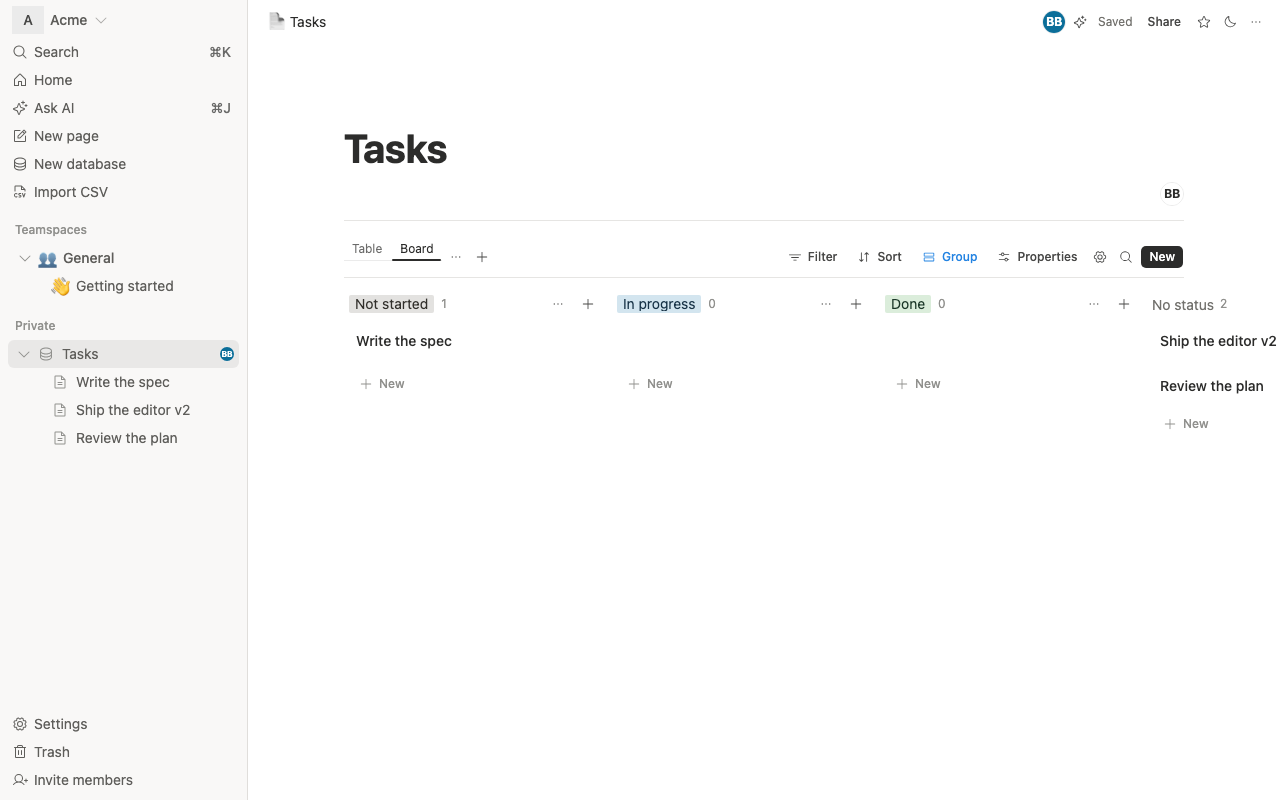 A Acme
Search ⌘K
Home
Ask AI ⌘J
New page
New database
Import CSV
Teamspaces
General
Getting started
Private
Tasks BB
Write the spec
Ship the editor v2
Review the plan
Settings
Trash
Invite members
Tasks
BB Saved Share
Tasks
BB
Table Board
Filter Sort Group Properties New
Not started 1
In progress 0
Done 0
No status 2
Write the spec
Ship the editor v2
Review the plan
New
New
New
New